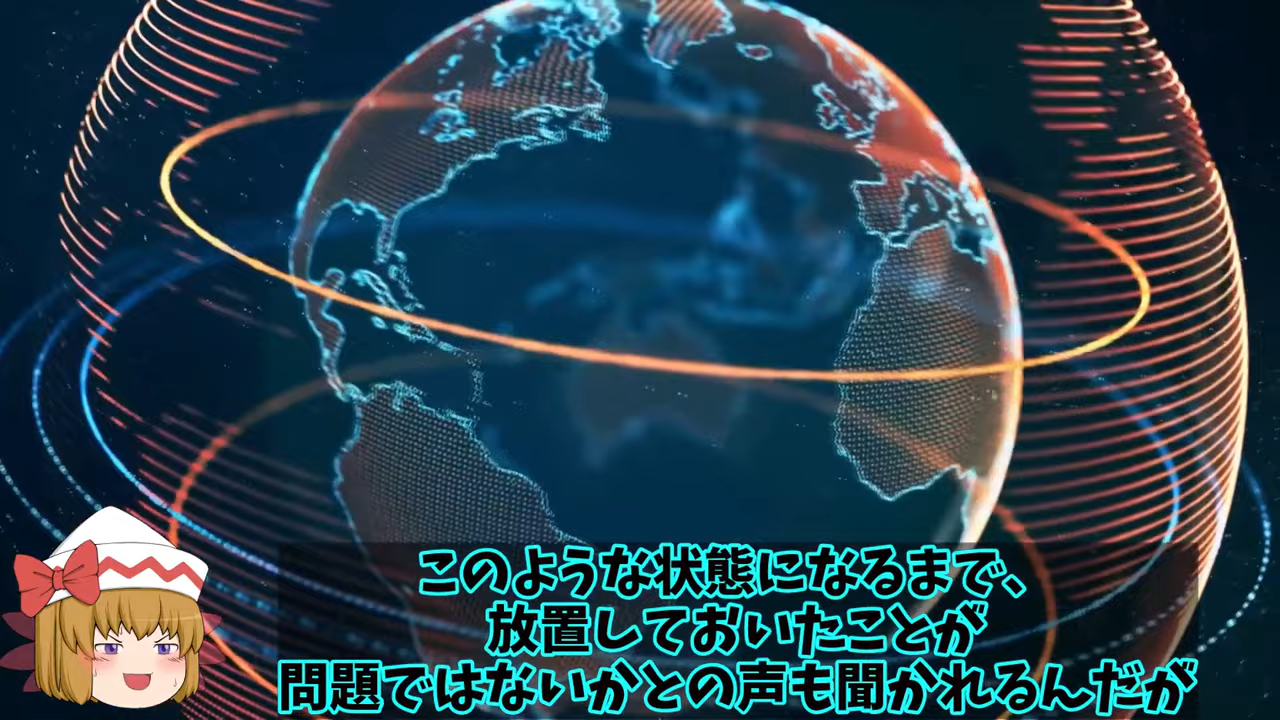 このような状態になるまで、
放置しておいたことが
問題ではないかとの声も聞かれるんだが